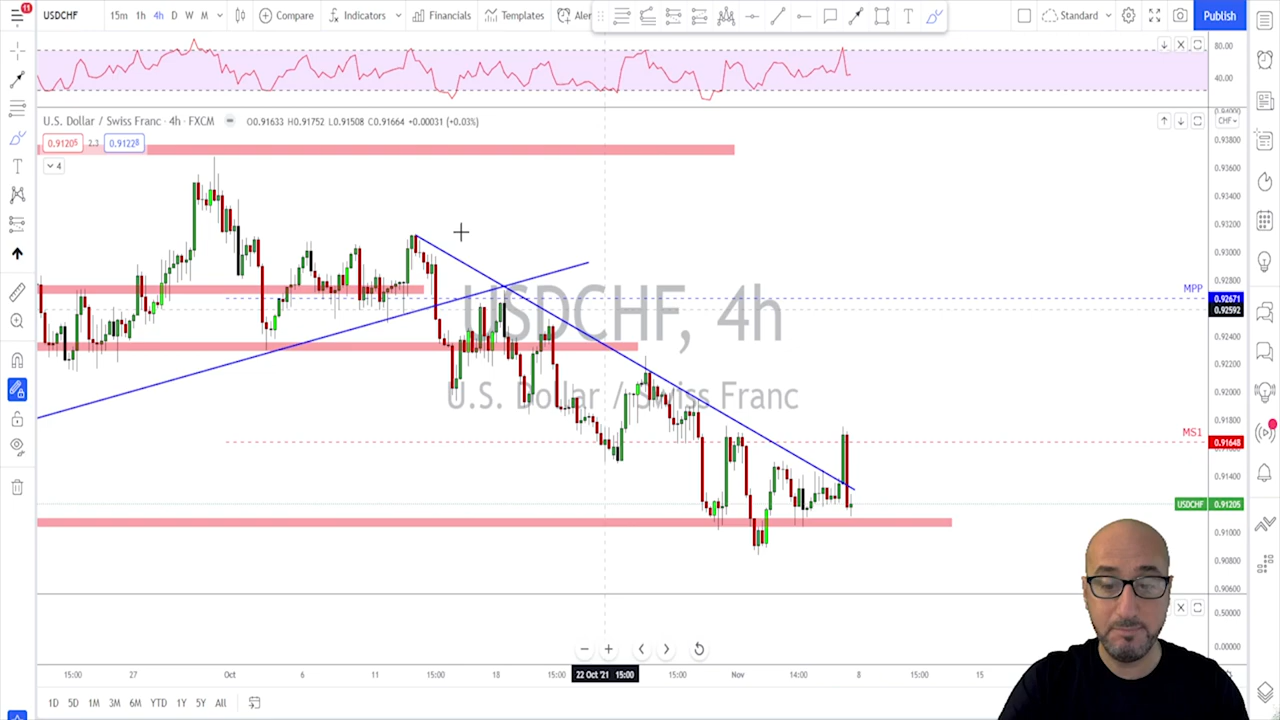 11
USDCHF 15m 1h 4h D W M Compare Indicators Financials Templates Standard Publish
80.00
40.00
U.S. Dollar / Swiss Franc · 4h · FXCM O0.91633 H0.91752 L0.91508 C0.91664 +0.00031 (+0.03%)
CHF
0.91205 2.3 0.91228
4
0.93800
0.93600
0.93400
0.93200
0.93000
0.92800
MPP 0.92671
0.92592
USDCHF, 4h
0.92400
0.92200
U.S. Dollar / Swiss Franc
0.92000
0.91800
MS1 0.91648
0.91400
USDCHF 0.91205
0.91000
0.90800
0.90600
0.50000
0.00000
15:00 27 Oct 6 11 15:00 18 15:00 22 Oct '21 15:00 15:00 Nov 14:00 8 15:00 15
1D 5D 1M 3M 6M YTD 1Y 5Y All